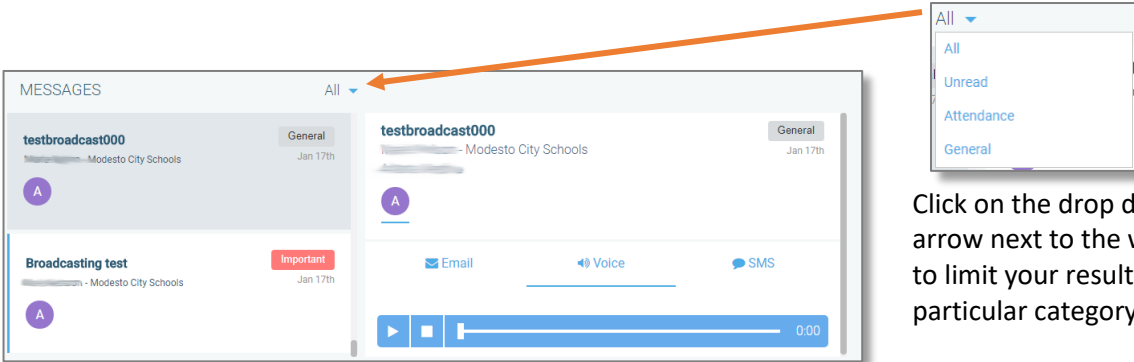 All
All
Unread
Attendance
General
MESSAGES
All
testbroadcast000
General
- Modesto City Schools
Jan 17th
A
Broadcasting test
Important
- Modesto City Schools
Jan 17th
A
testbroadcast000
General
- Modesto City Schools
Jan 17th
A
Email
Voice
SMS
0:00
Click on the drop d
arrow next to the
to limit your result
particular category